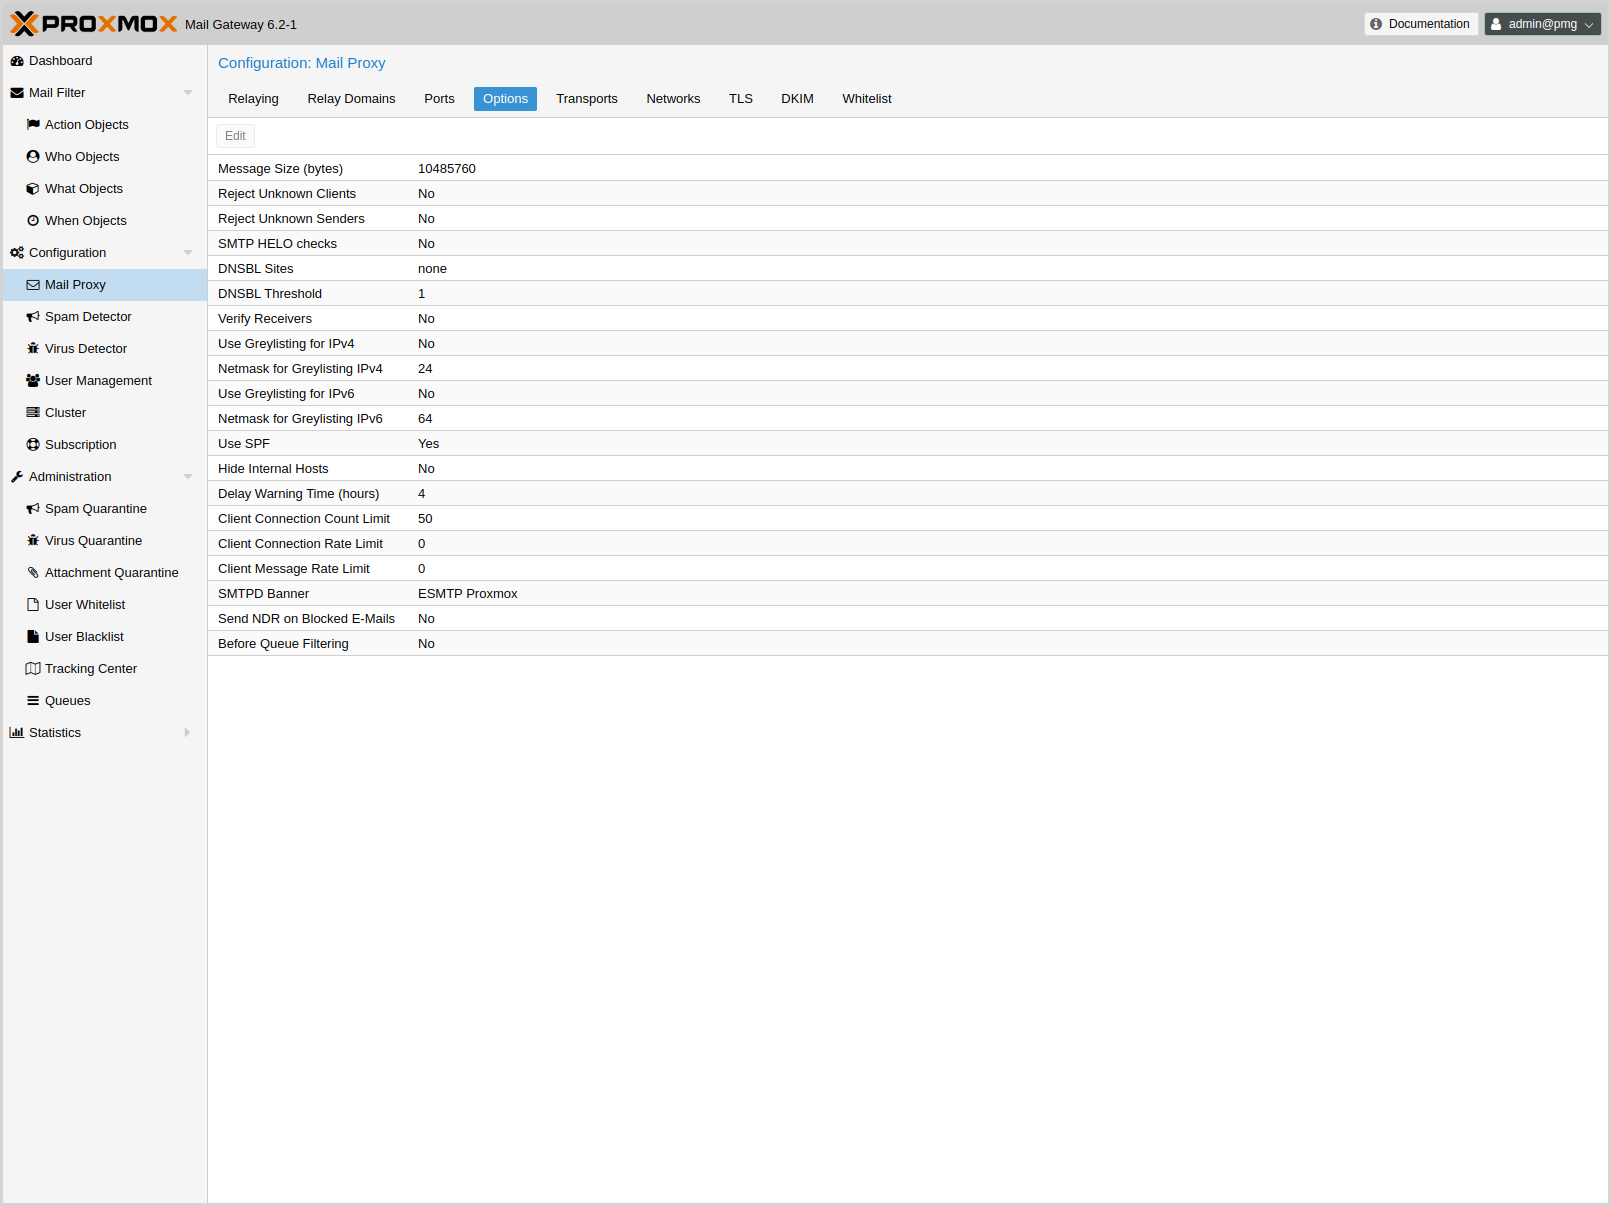 PROXMOX Mail Gateway 6.2-1
Documentation
admin@pmg
Dashboard
Mail Filter
Action Objects
Who Objects
What Objects
When Objects
Configuration
Mail Proxy
Spam Detector
Virus Detector
User Management
Cluster
Subscription
Administration
Spam Quarantine
Virus Quarantine
Attachment Quarantine
User Whitelist
User Blacklist
Tracking Center
Queues
Statistics
Configuration: Mail Proxy
Relaying Relay Domains Ports Options Transports Networks TLS DKIM Whitelist
Edit
Message Size (bytes) 10485760
Reject Unknown Clients No
Reject Unknown Senders No
SMTP HELO checks No
DNSBL Sites none
DNSBL Threshold 1
Verify Receivers No
Use Greylisting for IPv4 No
Netmask for Greylisting IPv4 24
Use Greylisting for IPv6 No
Netmask for Greylisting IPv6 64
Use SPF Yes
Hide Internal Hosts No
Delay Warning Time (hours) 4
Client Connection Count Limit 50
Client Connection Rate Limit 0
Client Message Rate Limit 0
SMTPD Banner ESMTP Proxmox
Send NDR on Blocked E-Mails No
Before Queue Filtering No